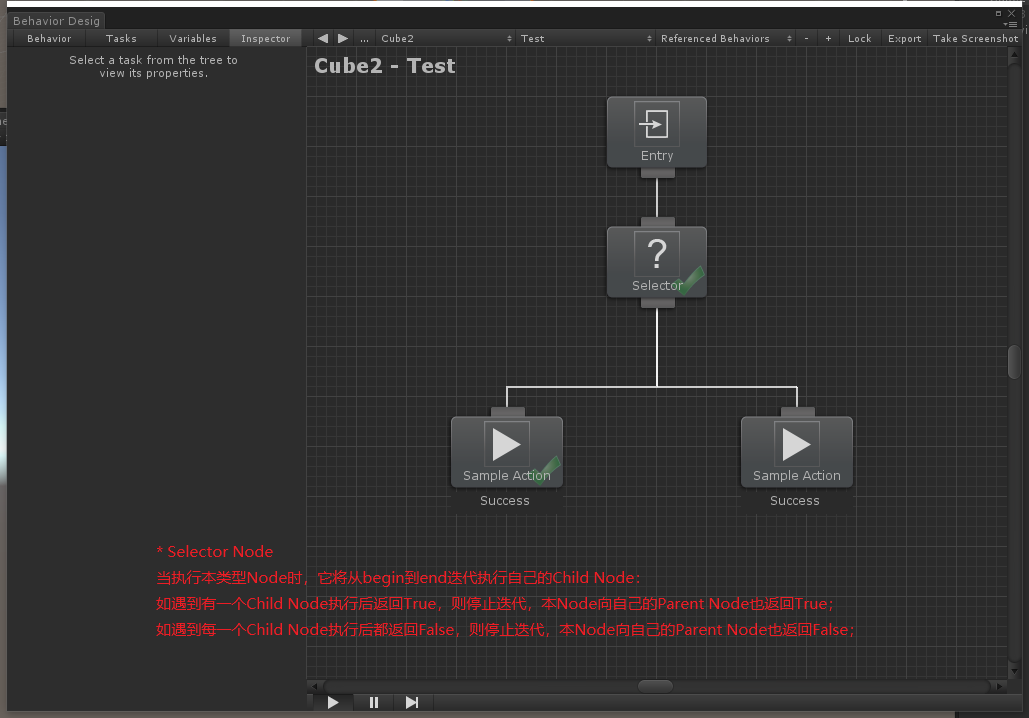 Behavior Desig
Behavior Tasks Variables Inspector ... Cube2 Test Referenced Behaviors - + Lock Export Take Screenshot
Select a task from the tree to
view its properties.
Cube2 - Test
Entry
?
Selector
Sample Action Sample Action
Success Success
* Selector Node
当执行本类型Node时，它将从begin到end迭代执行自己的Child Node：
如遇到有一个Child Node执行后返回True，则停止迭代，本Node向自己的Parent Node也返回True；
如遇到每一个Child Node执行后都返回False，则停止迭代，本Node向自己的Parent Node也返回False；